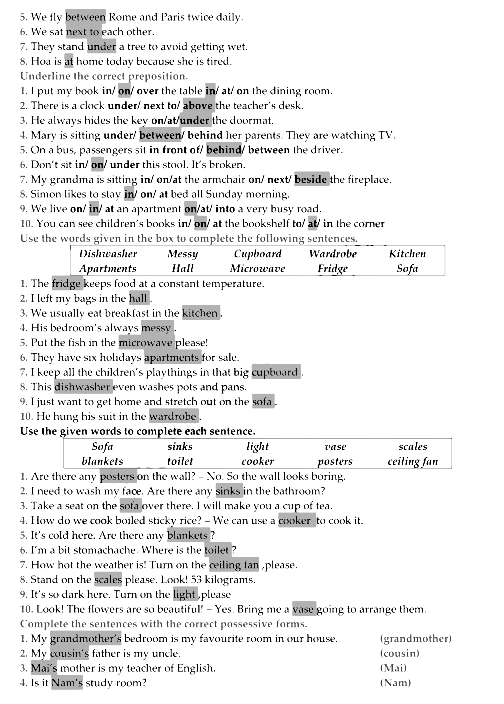 5. We fly between Rome and Paris twice daily.
6. We sat next to each other.
7. They stand under a tree to avoid getting wet.
8. Hoa is at home today because she is tired.
Underline the correct preposition.
1. I put my book in/ on/ over the table in/ at/ on the dining room.
2. There is a clock under/ next to/ above the teacher's desk.
3. He always hides the key on/at/under the doormat.
4. Mary is sitting under/ between/ behind her parents. They are watching TV.
5. On a bus, passengers sit in front of/ behind/ between the driver.
6. Don't sit in/ on/ under this stool. It's broken.
7. My grandma is sitting in/ on/at the armchair on/ next/ beside the fireplace.
8. Simon likes to stay in/ on/ at bed all Sunday morning.
9. We live on/ in/ at an apartment on/at/ into a very busy road.
10. You can see children's books in/ on/ at the bookshelf to/ at/ in the corner
Use the words given in the box to complete the following sentences.
Dishwasher Messy Cupboard Wardrobe Kitchen
Apartments Hall Microwave Fridge Sofa
1. The fridge keeps food at a constant temperature.
2. I left my bags in the hall .
3. We usually eat breakfast in the kitchen .
4. His bedroom's always messy .
5. Put the fish in the microwave please!
6. They have six holidays apartments for sale.
7. I keep all the children's playthings in that big cupboard .
8. This dishwasher even washes pots and pans.
9. I just want to get home and stretch out on the sofa .
10. He hung his suit in the wardrobe .
Use the given words to complete each sentence.
Sofa sinks light vase scales
blankets toilet cooker posters ceiling fan
1. Are there any posters on the wall? – No. So the wall looks boring.
2. I need to wash my face. Are there any sinks in the bathroom?
3. Take a seat on the sofa over there. I will make you a cup of tea.
4. How do we cook boiled sticky rice? – We can use a cooker to cook it.
5. It's cold here. Are there any blankets ?
6. I'm a bit stomachache. Where is the toilet ?
7. How hot the weather is! Turn on the ceiling fan ,please.
8. Stand on the scales please. Look! 53 kilograms.
9. It's so dark here. Turn on the light ,please
10. Look! The flowers are so beautiful! – Yes. Bring me a vase going to arrange them.
Complete the sentences with the correct possessive forms.
1. My grandmother's bedroom is my favourite room in our house. (grandmother)
2. My cousin's father is my uncle. (cousin)
3. Mai's mother is my teacher of English. (Mai)
4. Is it Nam's study room? (Nam)